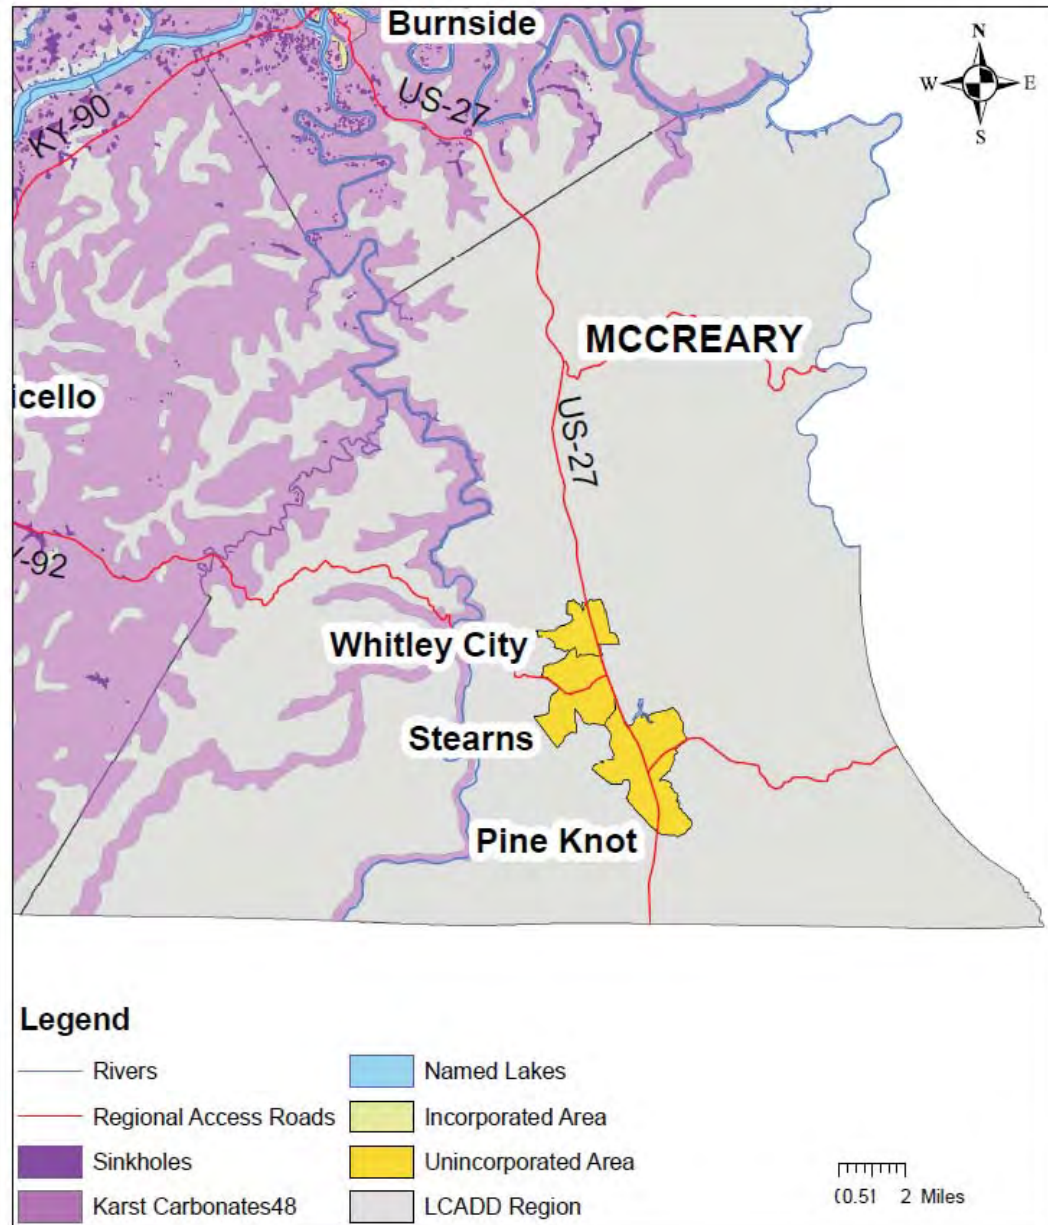 Burnside
N
W
E
S
US-27
KY-90
MCCREARY
icello
US-27
Y-92
Whitley City
Stearns
Pine Knot
Legend
Rivers
Named Lakes
Regional Access Roads
Incorporated Area
Sinkholes
Unincorporated Area
Karst Carbonates48
LCADD Region
2 Miles